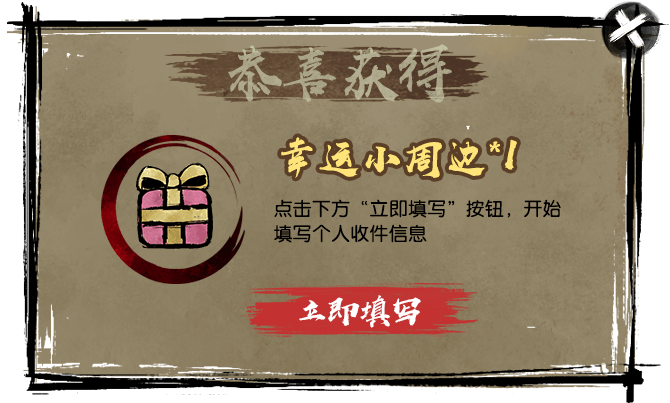 恭喜获得
幸运小周边*1
点击下方“立即填写”按钮，开始
填写个人收件信息
立即填写